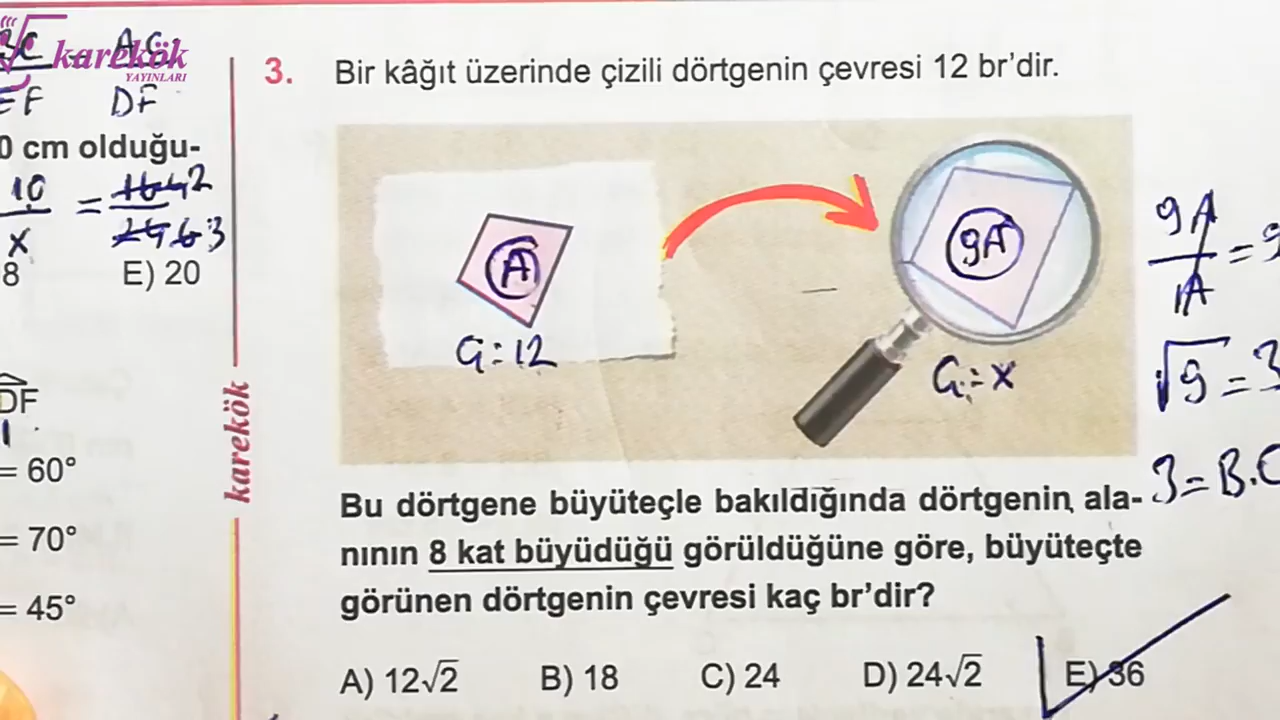 karekök
YAYINLARI
AC
EF
DF
0 cm olduğu-
10
x
=
8
E) 20
DF
= 60°
= 70°
= 45°
karekök
3. Bir kâğıt üzerinde çizili dörtgenin çevresi 12 br'dir.
A
9A
Ç=12
Ç=x
9A
1A
= 9
√9 = 3
3 = B.O
Bu dörtgene büyüteçle bakıldığında dörtgenin ala-
nının 8 kat büyüdüğü görüldüğüne göre, büyüteçte
görünen dörtgenin çevresi kaç br'dir?
A) 12√2 B) 18 C) 24 D) 24√2 E) 36